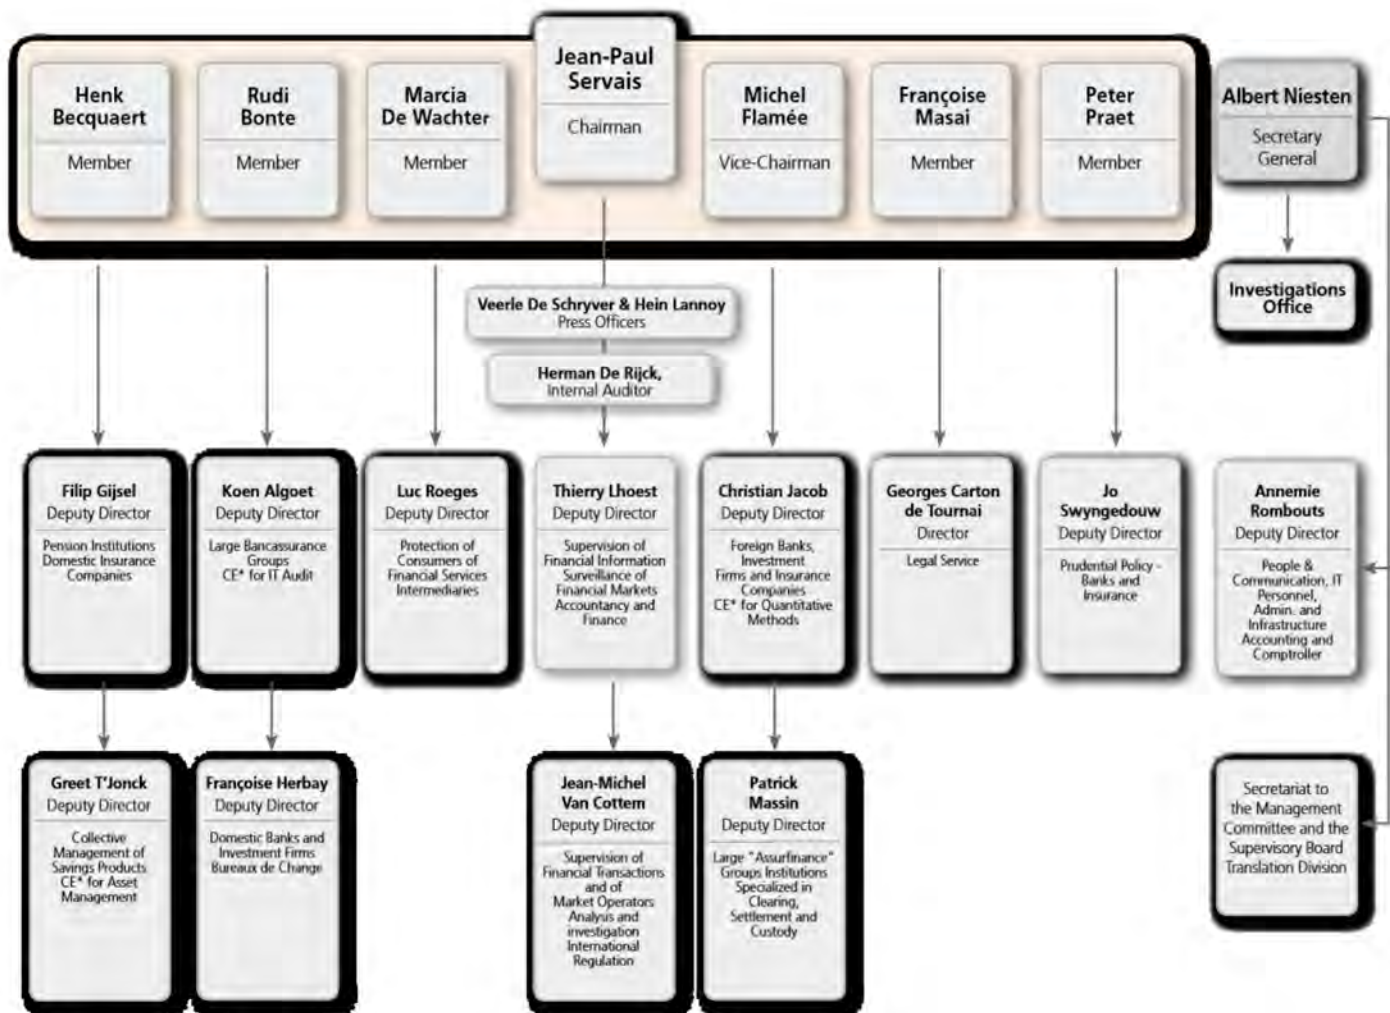 Henk
Becquaert
Member
Rudi
Bonte
Member
Marcia
De Wachter
Member
Jean-Paul
Servais
Chairman
Michel
Flamée
Vice-Chairman
Françoise
Masai
Member
Peter
Praet
Member
Albert Niesten
Secretary
General
Investigations
Office
Veerle De Schryver & Hein Lannoy
Press Officers
Herman De Rijck,
Internal Auditor
Filip Gijsel
Deputy Director
Pension Institutions
Domestic Insurance
Companies
Koen Algoet
Deputy Director
Large Bancassurance
Groups
CE* for IT Audit
Luc Roeges
Deputy Director
Protection of
Consumers of
Financial Services
Intermediaries
Thierry Lhoest
Deputy Director
Supervision of
Financial Information
Surveillance of
Financial Markets
Accountancy and
Finance
Christian Jacob
Deputy Director
Foreign Banks,
Investment
Firms and Insurance
Companies
CE* for Quantitative
Methods
Georges Carton
de Tournai
Director
Legal Service
Jo
Swyngedouw
Deputy Director
Prudential Policy -
Banks and
Insurance
Annemie
Rombouts
Deputy Director
People &
Communication, IT
Personnel,
Admin. and
Infrastructure
Accounting and
Comptroller
Greet T'Jonck
Deputy Director
Collective
Management of
Savings Products
CE* for Asset
Management
Françoise Herbay
Deputy Director
Domestic Banks and
Investment Firms
Bureaux de Change
Jean-Michel
Van Cottem
Deputy Director
Supervision of
Financial Transactions
and of
Market Operators
Analysis and
investigation
International
Regulation
Patrick
Massin
Deputy Director
Large "Assurfinance"
Groups Institutions
Specialized in
Clearing,
Settlement and
Custody
Secretariat to
the Management
Committee and the
Supervisory Board
Translation Division